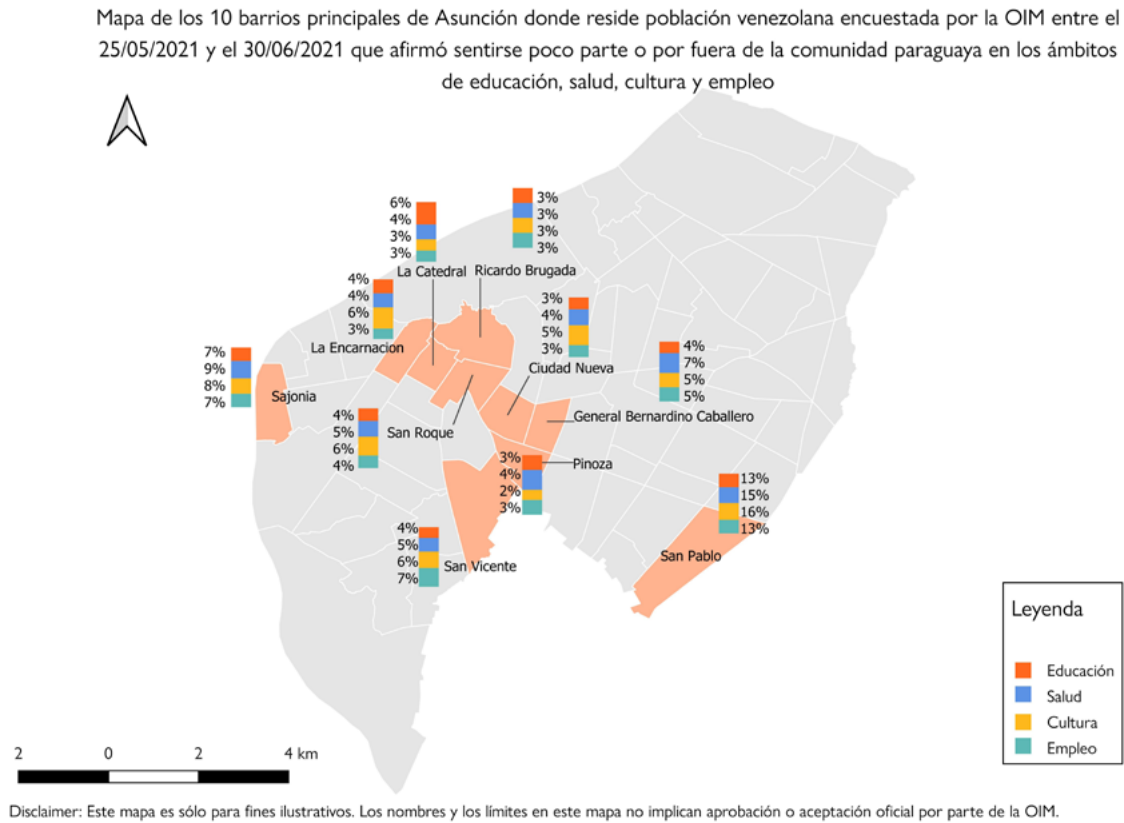 Mapa de los 10 barrios principales de Asunción donde reside población venezolana encuestada por la OIM entre el
25/05/2021 y el 30/06/2021 que afirmó sentirse poco parte o por fuera de la comunidad paraguaya en los ámbitos
de educación, salud, cultura y empleo
6%
4%
3%
3%
La Catedral
3%
3%
3%
3%
Ricardo Brugada
4%
4%
6%
3%
La Encarnacion
3%
4%
5%
3%
Ciudad Nueva
7%
9%
8%
7%
Sajonia
4%
7%
5%
5%
General Bernardino Caballero
4%
5%
6%
4%
San Roque
3%
4%
2%
3%
Pinoza
13%
15%
16%
13%
San Pablo
4%
5%
6%
7%
San Vicente
Leyenda
Educación
Salud
Cultura
Empleo
2 0 2 4 km
Disclaimer: Este mapa es sólo para fines ilustrativos. Los nombres y los límites en este mapa no implican aprobación o aceptación oficial por parte de la OIM.